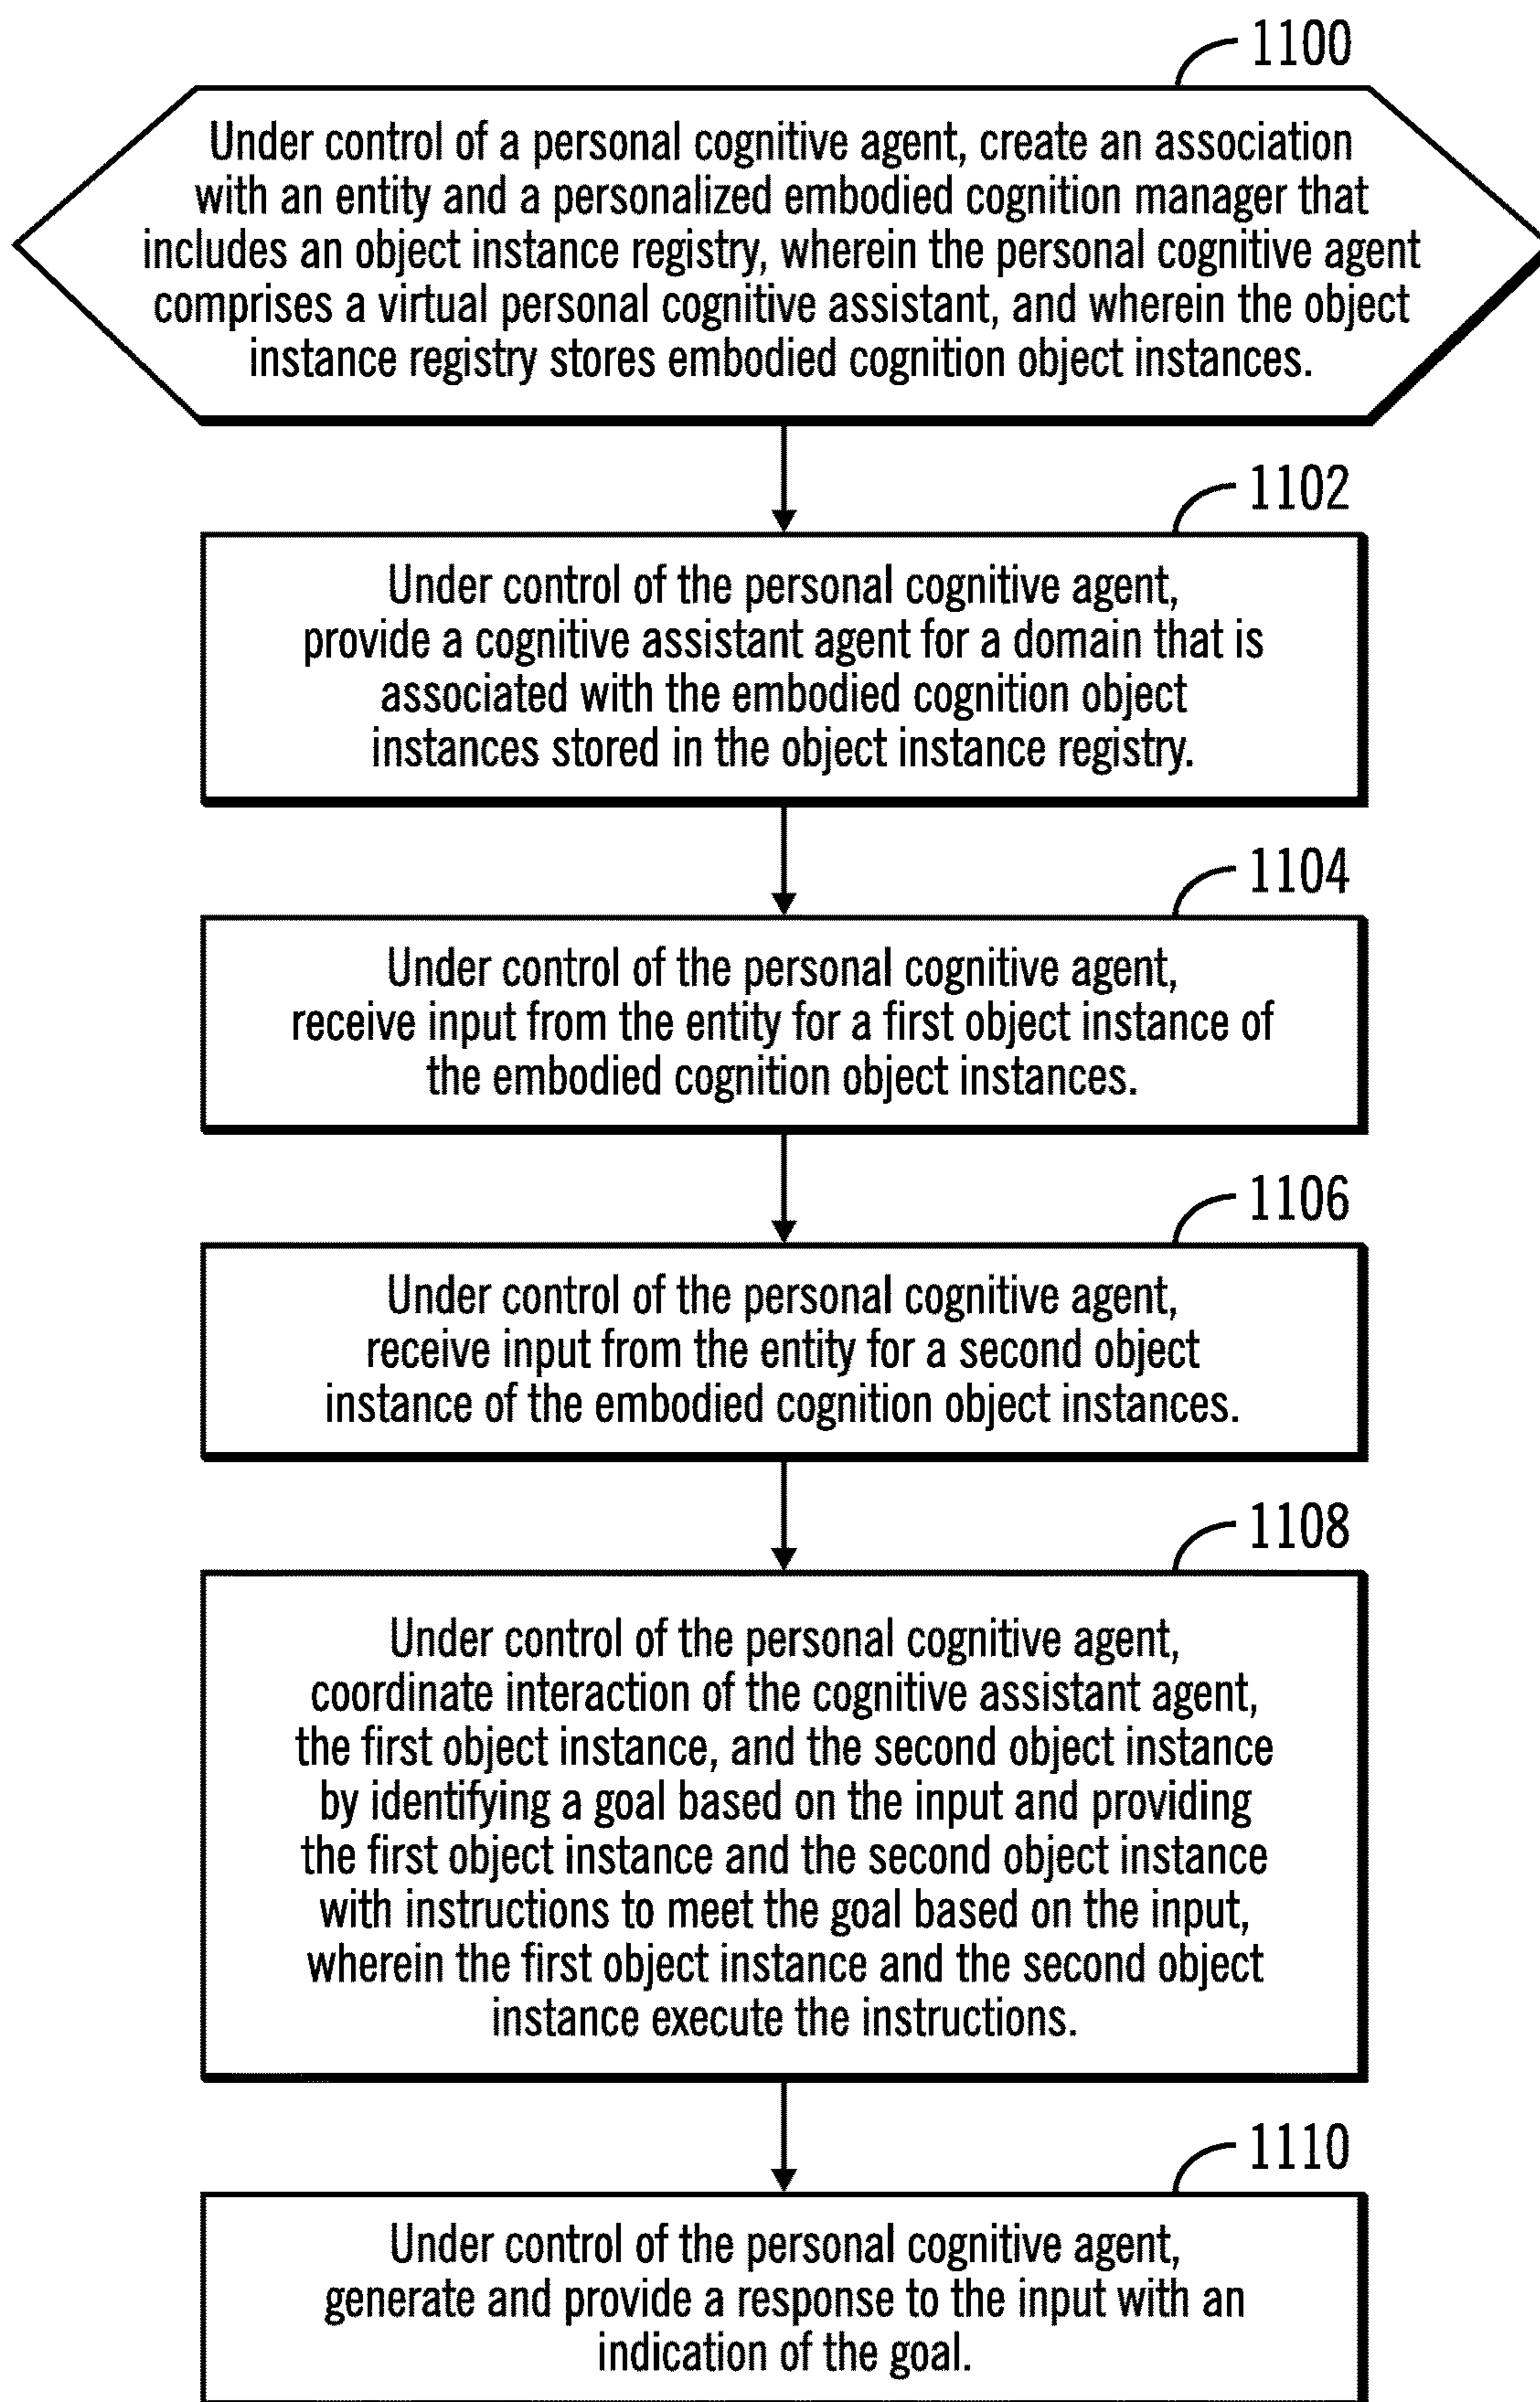 1100
Under control of a personal cognitive agent, create an association
with an entity and a personalized embodied cognition manager that
includes an object instance registry, wherein the personal cognitive agent
comprises a virtual personal cognitive assistant, and wherein the object
instance registry stores embodied cognition object instances.
1102
Under control of the personal cognitive agent,
provide a cognitive assistant agent for a domain that is
associated with the embodied cognition object
instances stored in the object instance registry.
1104
Under control of the personal cognitive agent,
receive input from the entity for a first object instance of
the embodied cognition object instances.
1106
Under control of the personal cognitive agent,
receive input from the entity for a second object
instance of the embodied cognition object instances.
1108
Under control of the personal cognitive agent,
coordinate interaction of the cognitive assistant agent,
the first object instance, and the second object instance
by identifying a goal based on the input and providing
the first object instance and the second object instance
with instructions to meet the goal based on the input,
wherein the first object instance and the second object
instance execute the instructions.
1110
Under control of the personal cognitive agent,
generate and provide a response to the input with an
indication of the goal.